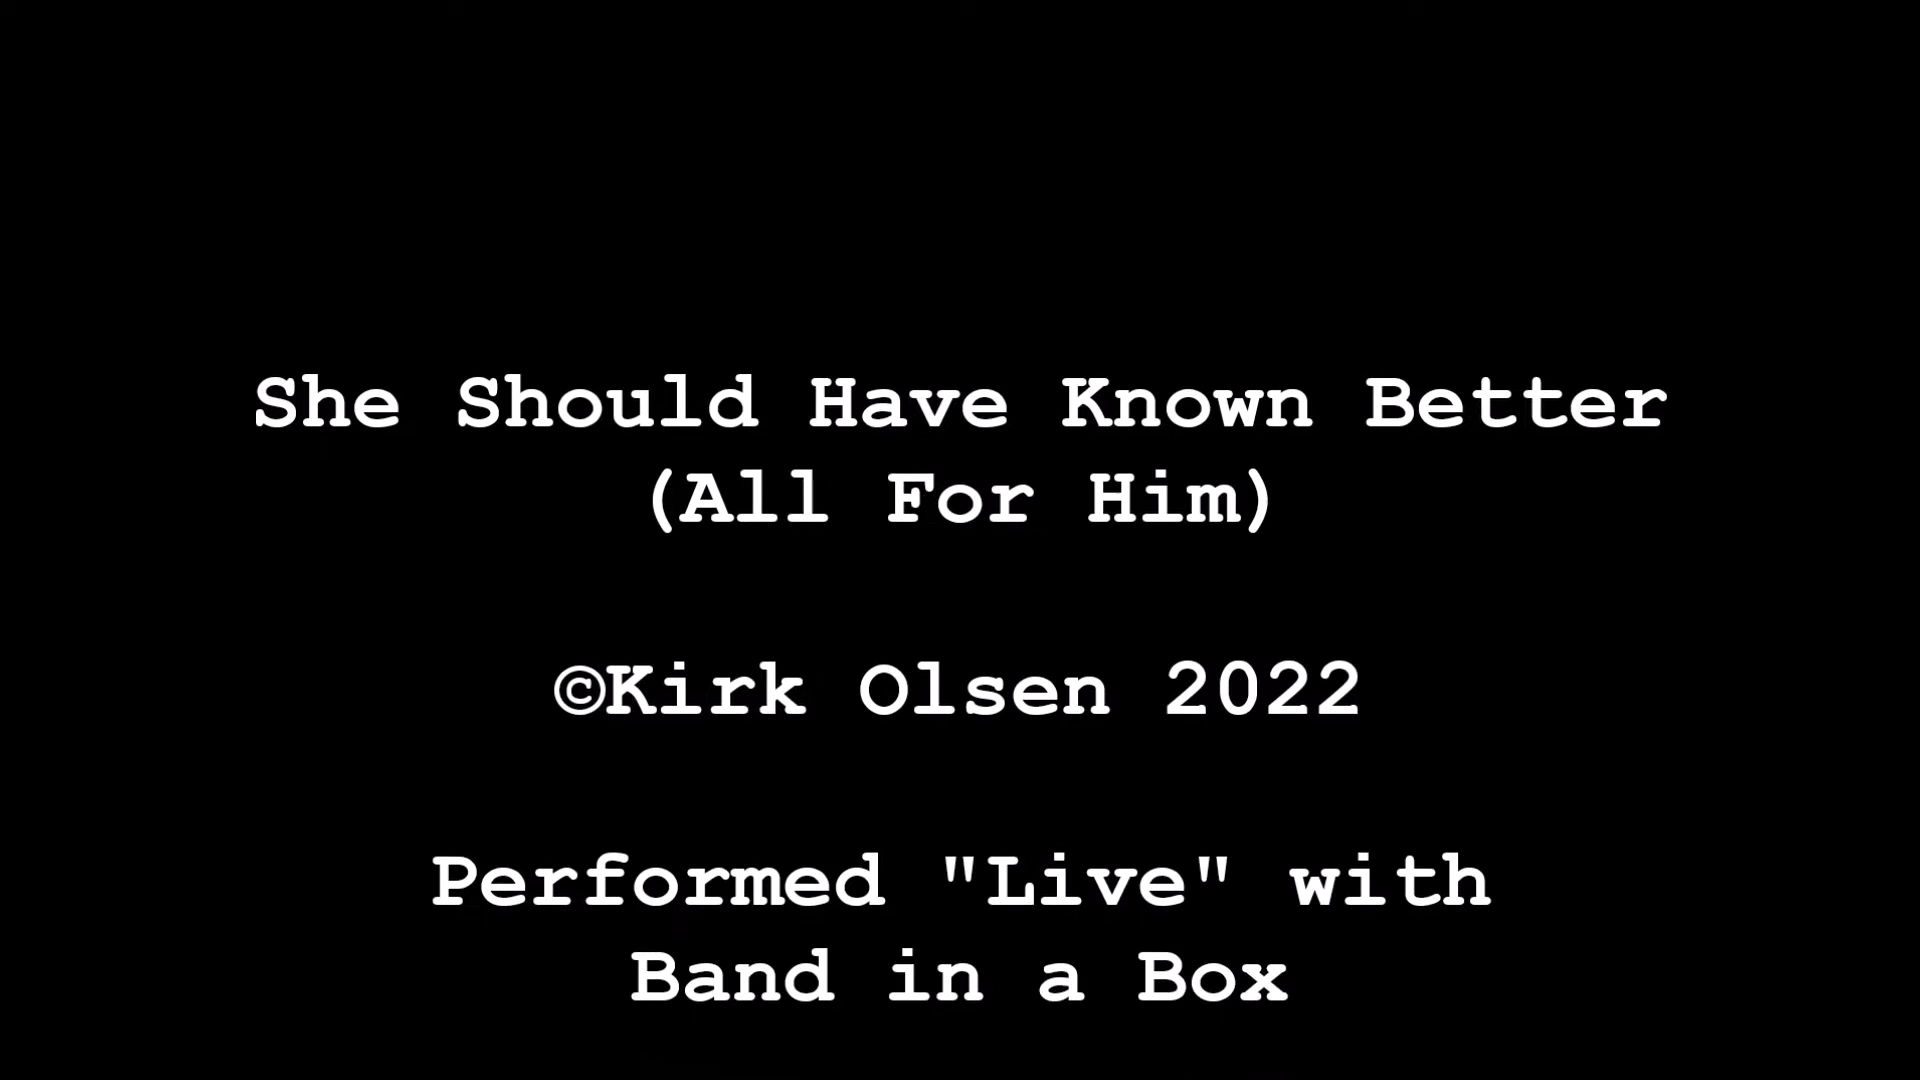 She Should Have Known Better
(All For Him)
©Kirk Olsen 2022
Performed "Live" with
Band in a Box